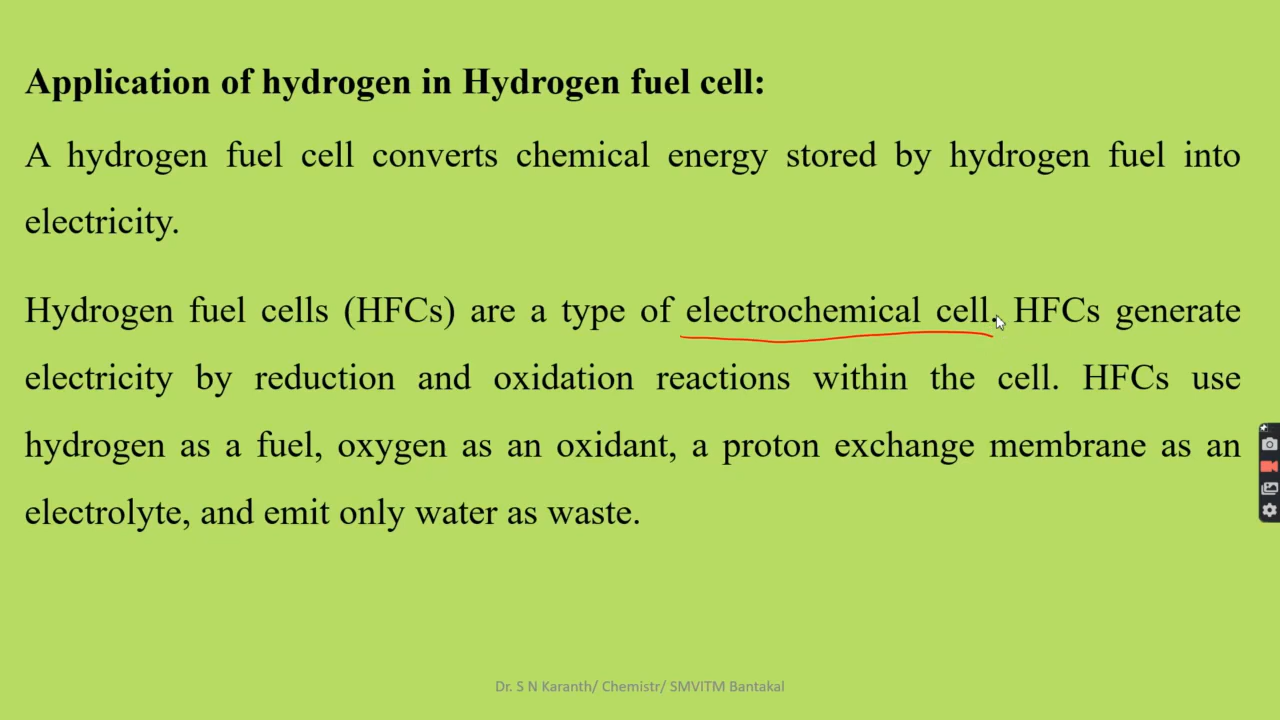 Application of hydrogen in Hydrogen fuel cell:
A hydrogen fuel cell converts chemical energy stored by hydrogen fuel into
electricity.
Hydrogen fuel cells (HFCs) are a type of electrochemical cell. HFCs generate
electricity by reduction and oxidation reactions within the cell. HFCs use
hydrogen as a fuel, oxygen as an oxidant, a proton exchange membrane as an
electrolyte, and emit only water as waste.
Dr. S N Karanth/ Chemistr/ SMVITM Bantakal